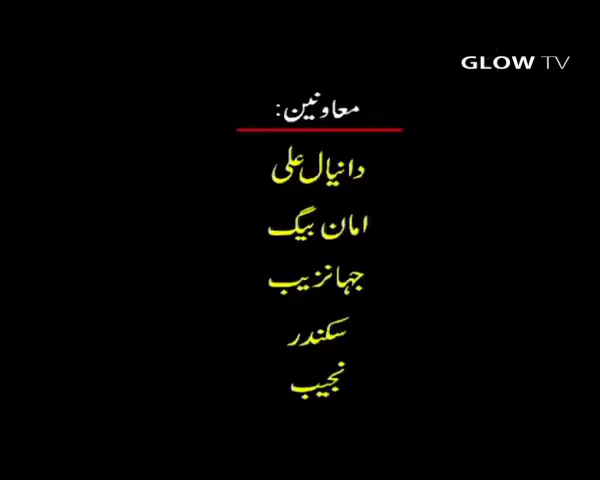 GLOW TV
معاونین:
دانیال علی
امان بیگ
جہانزیب
سکندر
نجیب